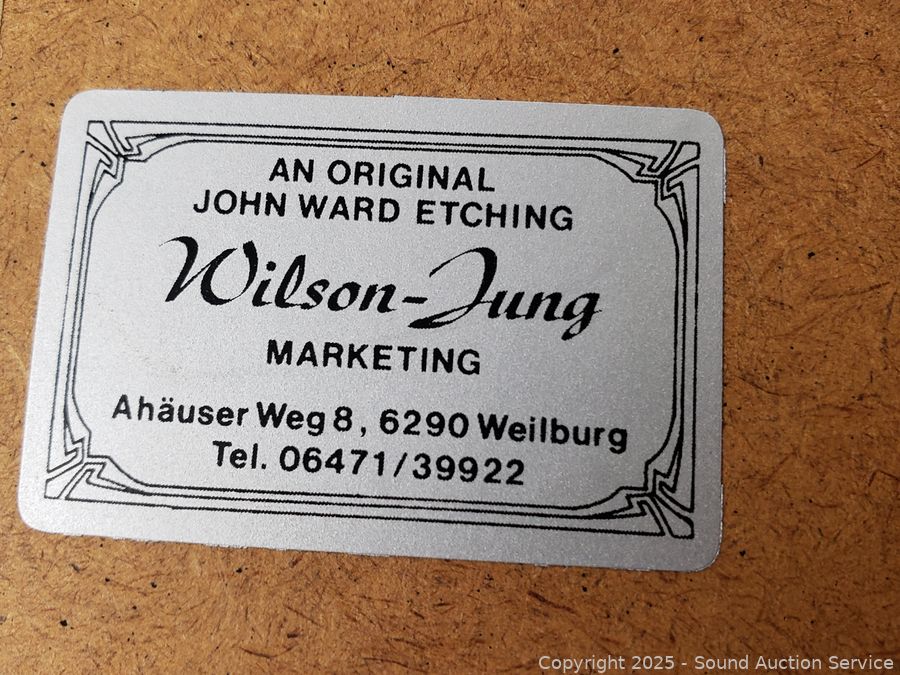 AN ORIGINAL
JOHN WARD ETCHING
Wilson-Jung
MARKETING
Ahäuser Weg 8, 6290 Weilburg
Tel. 06471/39922
Copyright 2025 - Sound Auction Service